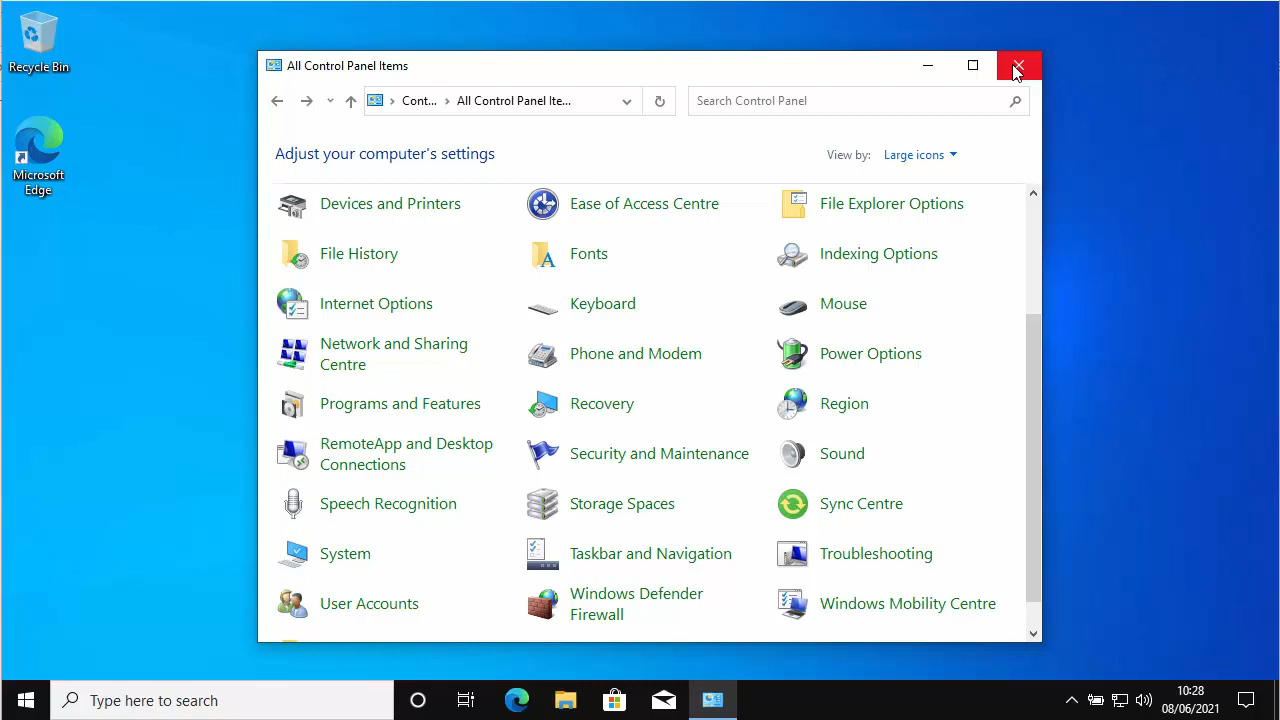 Recycle Bin
Microsoft
Edge
All Control Panel Items
Cont... All Control Panel Ite...
Search Control Panel
Adjust your computer's settings
View by: Large icons
Devices and Printers
Ease of Access Centre
File Explorer Options
File History
Fonts
Indexing Options
Internet Options
Keyboard
Mouse
Network and Sharing
Centre
Phone and Modem
Power Options
Programs and Features
Recovery
Region
RemoteApp and Desktop
Connections
Security and Maintenance
Sound
Speech Recognition
Storage Spaces
Sync Centre
System
Taskbar and Navigation
Troubleshooting
User Accounts
Windows Defender
Firewall
Windows Mobility Centre
Type here to search
10:28
08/06/2021